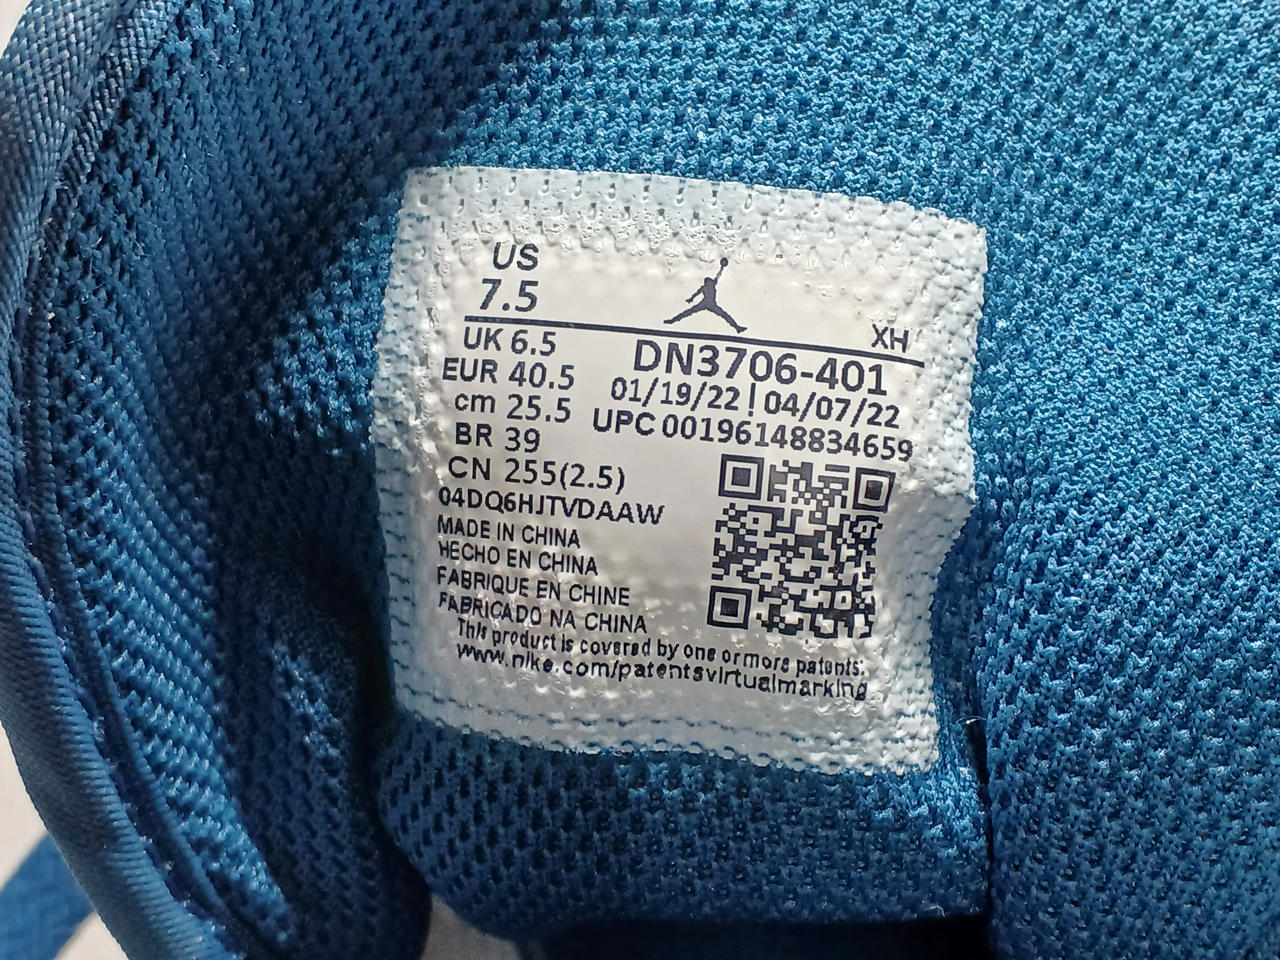 US
7.5
XH
UK 6.5
DN3706-401
EUR 40.5
01/19/22 | 04/07/22
cm 25.5
UPC 00196148834659
BR 39
CN 255(2.5)
04DQ6HJTVDAAW
MADE IN CHINA
HECHO EN CHINA
FABRIQUE EN CHINE
FABRICADO NA CHINA
This product is covered by one or more patents:
www.nike.com/patentsvirtualmarking